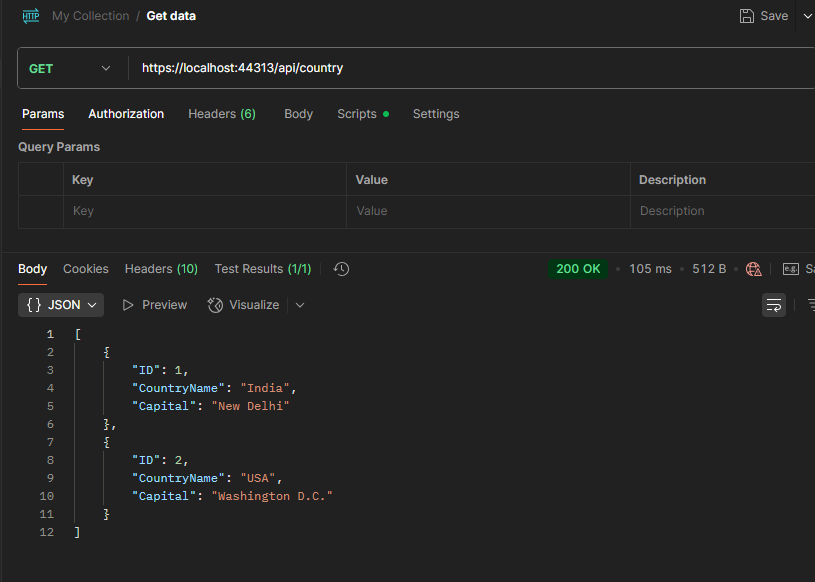 HTTP My Collection / Get data Save
GET https://localhost:44313/api/country
Params Authorization Headers (6) Body Scripts Settings
Query Params
Key Value Description
Key Value Description
Body Cookies Headers (10) Test Results (1/1) 200 OK • 105 ms • 512 B • e.g. Sa
{} JSON Preview Visualize
1 [
2 {
3 "ID": 1,
4 "CountryName": "India",
5 "Capital": "New Delhi"
6 },
7 {
8 "ID": 2,
9 "CountryName": "USA",
10 "Capital": "Washington D.C."
11 }
12 ]